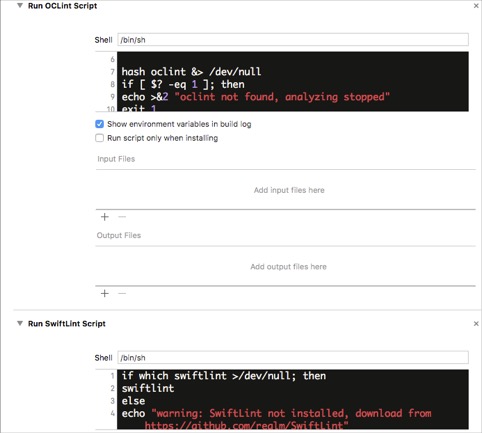 Run OCLint Script
Shell /bin/sh
6
7 hash oclint &> /dev/null
8 if [ $? -eq 1 ]; then
9 echo >&2 "oclint not found, analyzing stopped"
10 exit 1
Show environment variables in build log
Run script only when installing
Input Files
Add input files here
Output Files
Add output files here
Run SwiftLint Script
Shell /bin/sh
1 if which swiftlint >/dev/null; then
2 swiftlint
3 else
4 echo "warning: SwiftLint not installed, download from
https://github.com/realm/SwiftLint"